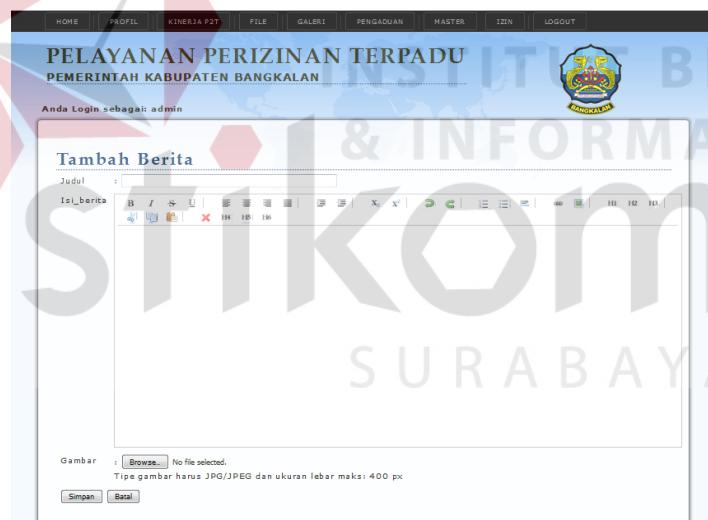 HOME PROFIL KINERJA P2T FILE GALERI PENGADUAN MASTER IZIN LOGOUT
PELAYANAN PERIZINAN TERPADU
PEMERINTAH KABUPATEN BANGKALAN
INSTITUT B
BANGKALAN
Anda Login sebagai: admin
& INFORMA
Tambah Berita
Judul :
Isi_berita
B I S U X₂ X² H1 H2 H3
H4 H5 H6
stikom
SURABAYA
Gambar : Browse_ No file selected.
Tipe gambar harus JPG/JPEG dan ukuran lebar maks: 400 px
Simpan Batal